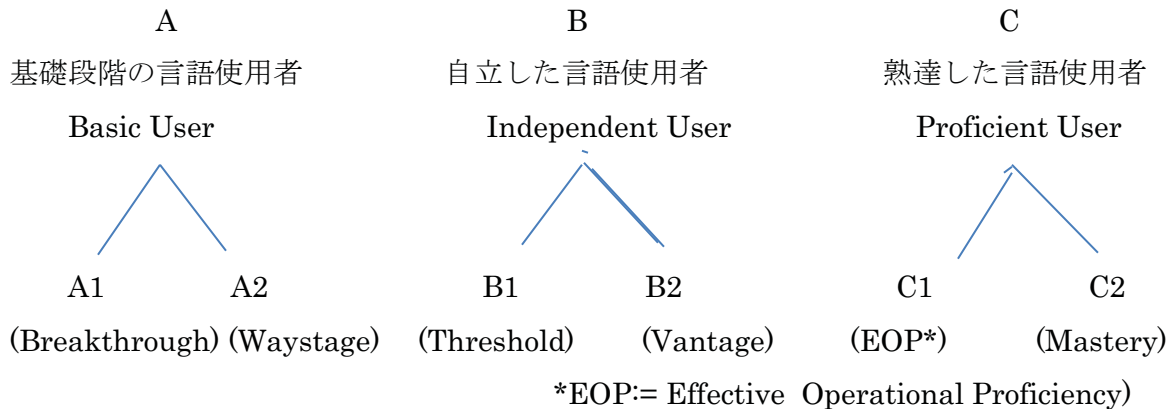 A B C
基礎段階の言語使用者 自立した言語使用者 熟達した言語使用者
Basic User Independent User Proficient User
A1 A2 B1 B2 C1 C2
(Breakthrough) (Waystage) (Threshold) (Vantage) (EOP*) (Mastery)
*EOP:= Effective Operational Proficiency)